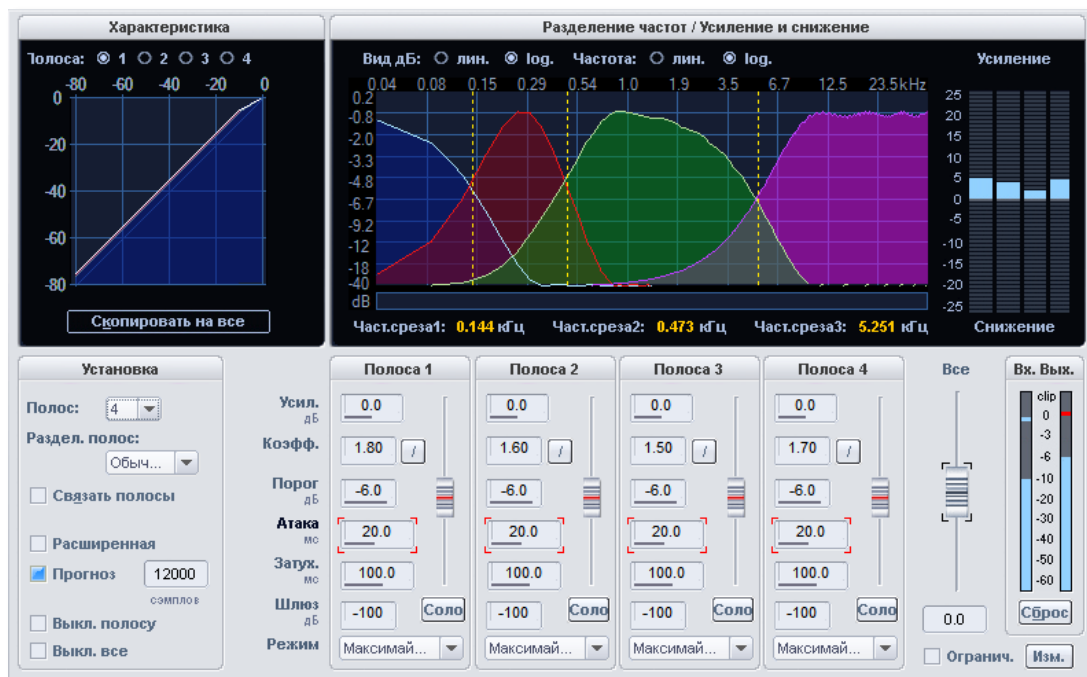 Характеристика
Полоса: 1 2 3 4
-80 -60 -40 -20 0
0
-20
-40
-60
-80
Скопировать на все
Разделение частот / Усиление и снижение
Вид дБ: лин. log. Частота: лин. log.
Усиление
0.04 0.08 0.15 0.29 0.54 1.0 1.9 3.5 6.7 12.5 23.5kHz
0.2
-0.8
-2.0
-3.3
-4.8
-6.7
-9.2
-12
-18
-40
dB
25
20
15
10
5
0
-5
-10
-15
-20
-25
Част.среза1: 0.144 кГц Част.среза2: 0.473 кГц Част.среза3: 5.251 кГц
Снижение
Установка
Полос: 4
Раздел. полос:
Обыч...
Связать полосы
Расширенная
Прогноз 12000
сэмплов
Выкл. полосу
Выкл. все
Полоса 1 Полоса 2 Полоса 3 Полоса 4
Усил. дБ 0.0 0.0 0.0 0.0
Коэфф. 1.80 / 1.60 / 1.50 / 1.70 /
Порог дБ -6.0 -6.0 -6.0 -6.0
Атака мс 20.0 20.0 20.0 20.0
Затух. мс 100.0 100.0 100.0 100.0
Шлюз дБ -100 Соло -100 Соло -100 Соло -100 Соло
Режим Максимай... Максимай... Максимай... Максимай...
Все
0.0
Огранич. Изм.
Вх. Вых.
clip
0
-3
-6
-10
-20
-30
-40
-50
-60
Сброс